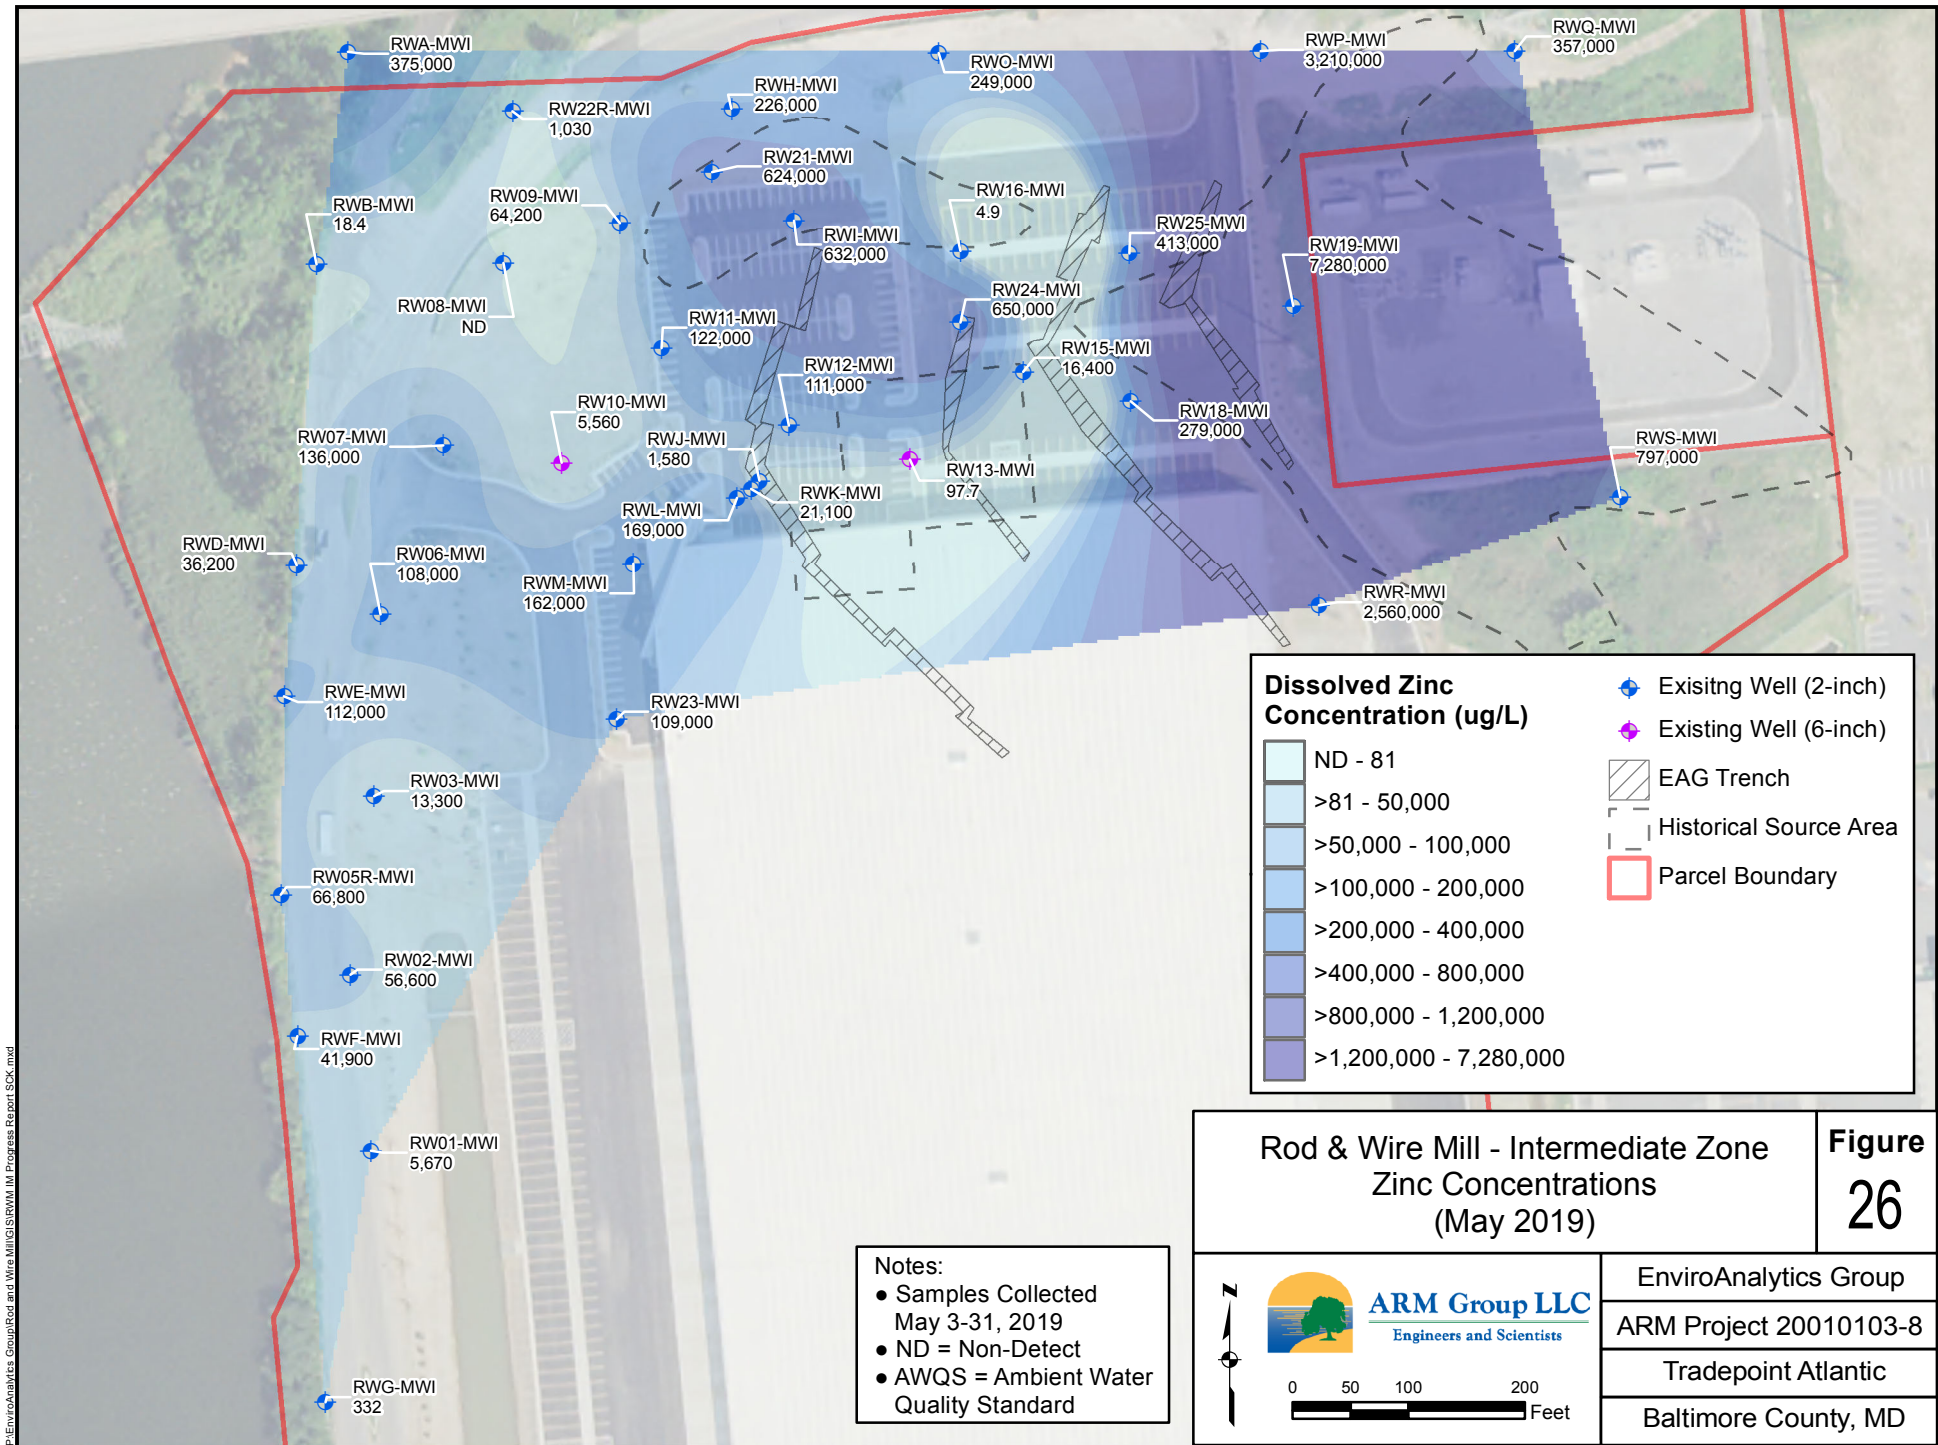 RWA-MWI
375,000
RWO-MWI
249,000
RWP-MWI
3,210,000
RWQ-MWI
357,000
RW22R-MWI
1,030
RWH-MWI
226,000
RW21-MWI
624,000
RWB-MWI
18.4
RW09-MWI
64,200
RWI-MWI
632,000
RW16-MWI
4.9
RW25-MWI
413,000
RW19-MWI
7,280,000
RW08-MWI
ND
RW11-MWI
122,000
RW24-MWI
650,000
RW12-MWI
111,000
RW15-MWI
16,400
RW10-MWI
5,560
RW18-MWI
279,000
RW07-MWI
136,000
RWJ-MWI
1,580
RW13-MWI
97.7
RWS-MWI
797,000
RWK-MWI
21,100
RWL-MWI
169,000
RWD-MWI
36,200
RW06-MWI
108,000
RWM-MWI
162,000
RWR-MWI
2,560,000
RWE-MWI
112,000
RW23-MWI
109,000
RW03-MWI
13,300
RW05R-MWI
66,800
RW02-MWI
56,600
RWF-MWI
41,900
RW01-MWI
5,670
RWG-MWI
332
Dissolved Zinc
Concentration (ug/L)
ND - 81
>81 - 50,000
>50,000 - 100,000
>100,000 - 200,000
>200,000 - 400,000
>400,000 - 800,000
>800,000 - 1,200,000
>1,200,000 - 7,280,000
Exisitng Well (2-inch)
Existing Well (6-inch)
EAG Trench
Historical Source Area
Parcel Boundary
Notes:
● Samples Collected
May 3-31, 2019
● ND = Non-Detect
● AWQS = Ambient Water
Quality Standard
Rod & Wire Mill - Intermediate Zone
Zinc Concentrations
(May 2019)
Figure
26
N
ARM Group LLC
Engineers and Scientists
0 50 100 200
Feet
EnviroAnalytics Group
ARM Project 20010103-8
Tradepoint Atlantic
Baltimore County, MD
P:\EnviroAnalytics Group\Rod and Wire Mill\GIS\RWM IM Progress Report SCK.mxd